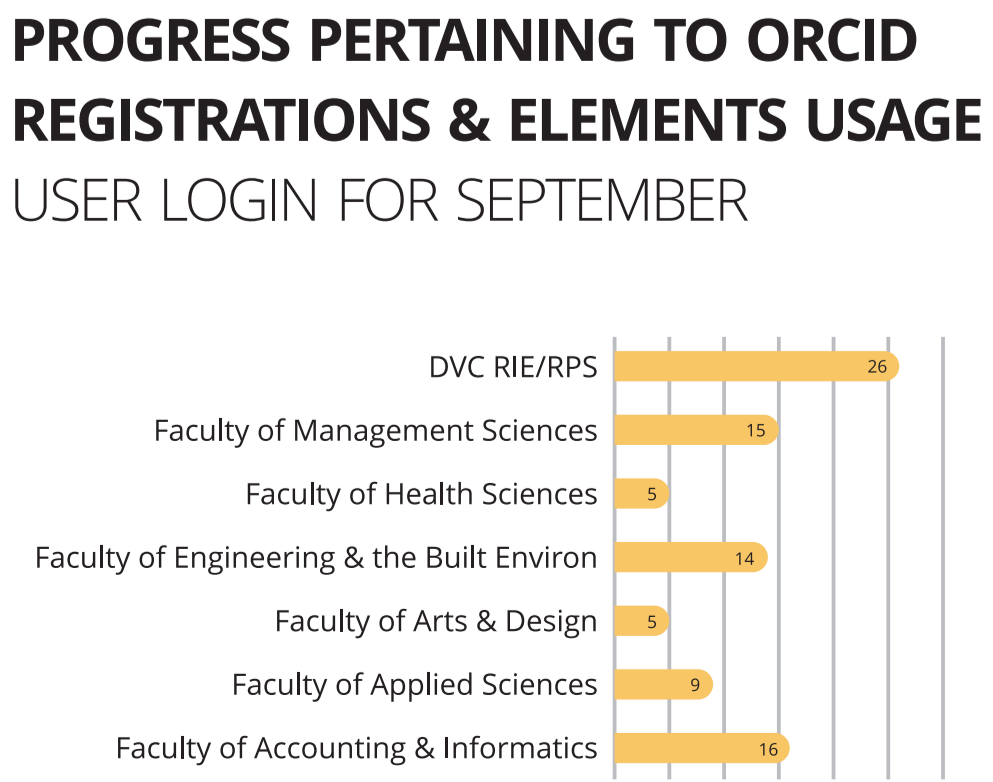 PROGRESS PERTAINING TO ORCID
REGISTRATIONS & ELEMENTS USAGE
USER LOGIN FOR SEPTEMBER
DVC RIE/RPS 26
Faculty of Management Sciences 15
Faculty of Health Sciences 5
Faculty of Engineering & the Built Environ 14
Faculty of Arts & Design 5
Faculty of Applied Sciences 9
Faculty of Accounting & Informatics 16